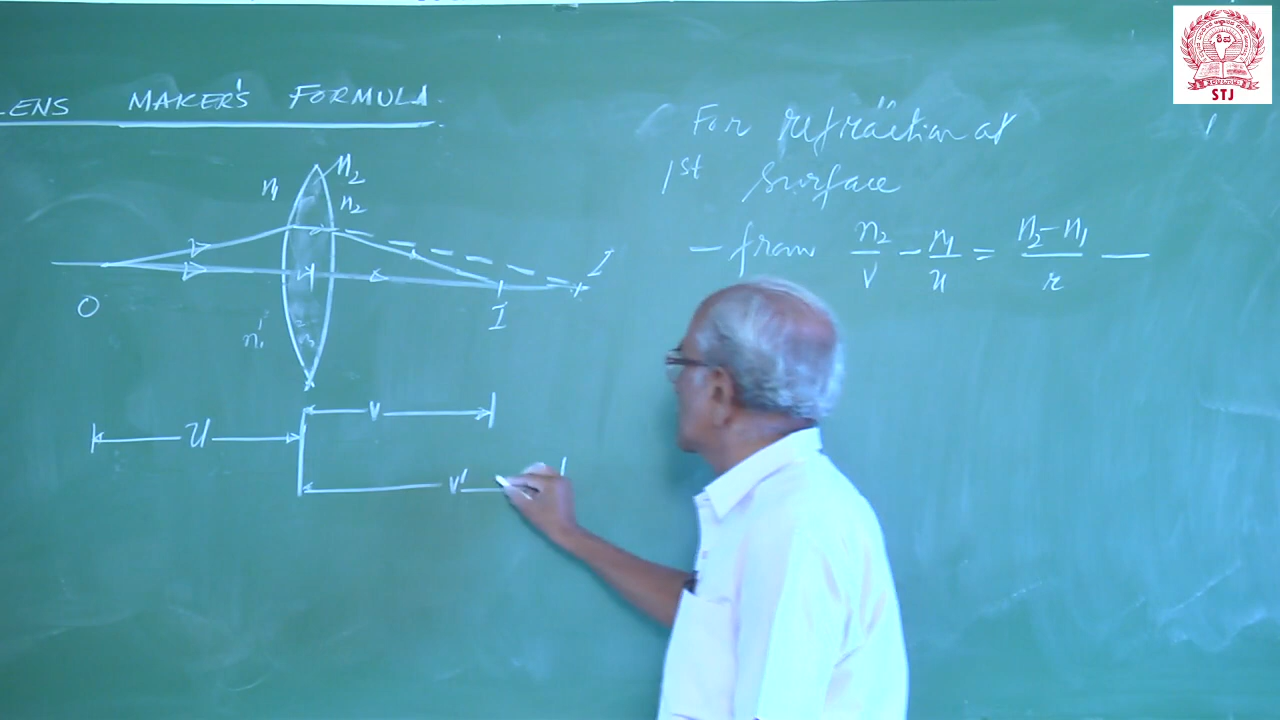 LENS MAKER'S FORMULA.
For refraction at
1st surface
– from n₂/v – n₁/u = (n₂–n₁)/r —
n₁
n₂
n₂
O
I
I'
n₁
u
v
v'
STJ